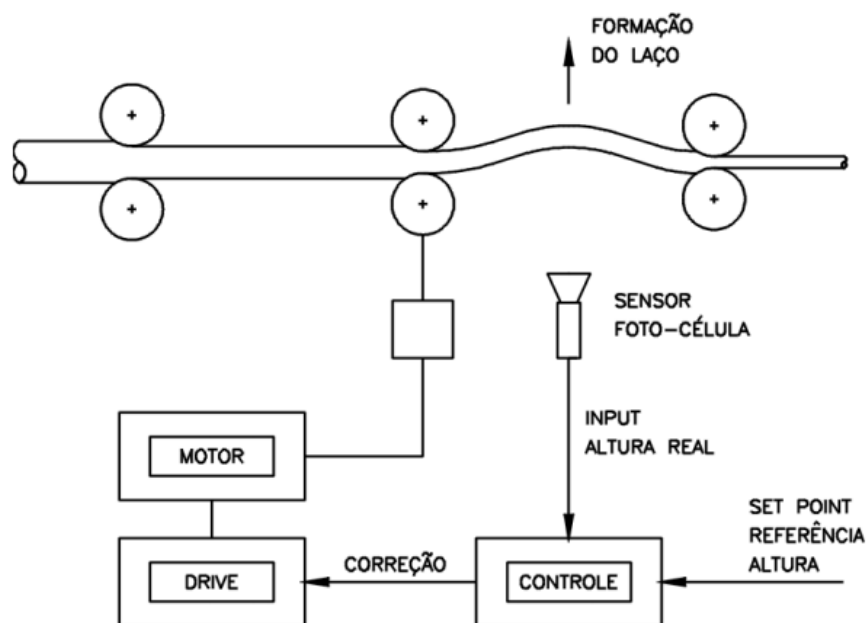 FORMAÇÃO
DO LAÇO
SENSOR
FOTO-CÉLULA
INPUT
ALTURA REAL
MOTOR
SET POINT
REFERÊNCIA
ALTURA
DRIVE
CORREÇÃO
CONTROLE